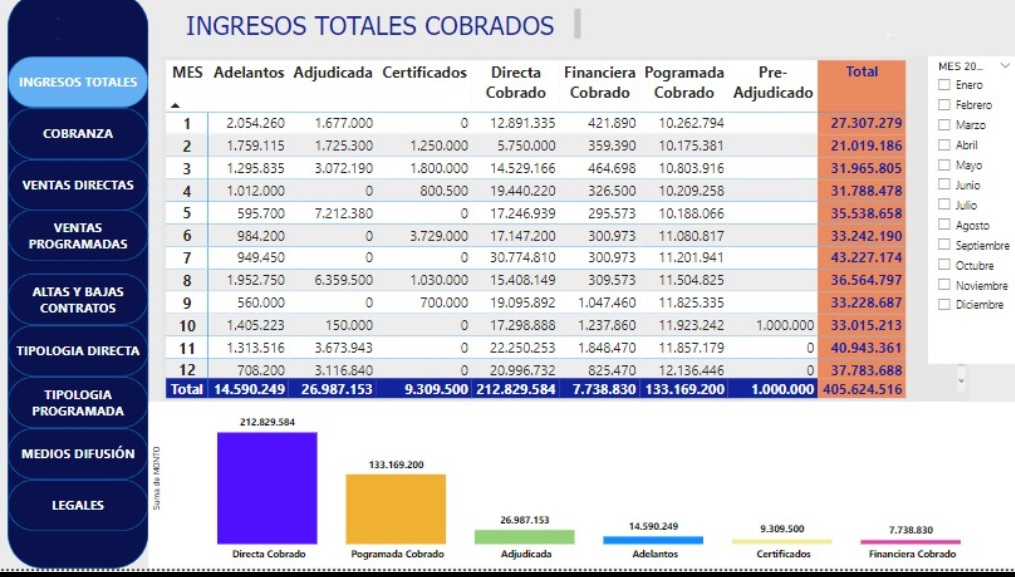 INGRESOS TOTALES COBRADOS
INGRESOS TOTALES
COBRANZA
VENTAS DIRECTAS
VENTAS
PROGRAMADAS
ALTAS Y BAJAS
CONTRATOS
TIPOLOGIA DIRECTA
TIPOLOGIA
PROGRAMADA
MEDIOS DIFUSIÓN
LEGALES
MES Adelantos Adjudicada Certificados Directa Cobrado Financiera Cobrado Pogramada Cobrado Pre-Adjudicado Total
1 2.054.260 1.677.000 0 12.891.335 421.890 10.262.794 27.307.279
2 1.759.115 1.725.300 1.250.000 5.750.000 359.390 10.175.381 21.019.186
3 1.295.835 3.072.190 1.800.000 14.529.166 464.698 10.803.916 31.965.805
4 1.012.000 0 800.500 19.440.220 326.500 10.209.258 31.788.478
5 595.700 7.212.380 0 17.246.939 295.573 10.188.066 35.538.658
6 984.200 0 3.729.000 17.147.200 300.973 11.080.817 33.242.190
7 949.450 0 0 30.774.810 300.973 11.201.941 43.227.174
8 1.952.750 6.359.500 1.030.000 15.408.149 309.573 11.504.825 36.564.797
9 560.000 0 700.000 19.095.892 1.047.460 11.825.335 33.228.687
10 1.405.223 150.000 0 17.298.888 1.237.860 11.923.242 1.000.000 33.015.213
11 1.313.516 3.673.943 0 22.250.253 1.848.470 11.857.179 0 40.943.361
12 708.200 3.116.840 0 20.996.732 825.470 12.136.446 0 37.783.688
Total 14.590.249 26.987.153 9.309.500 212.829.584 7.738.830 133.169.200 1.000.000 405.624.516
MES 20...
Enero
Febrero
Marzo
Abril
Mayo
Junio
Julio
Agosto
Septiembre
Octubre
Noviembre
Diciembre
Suma de MONTO
212.829.584
133.169.200
26.987.153
14.590.249
9.309.500
7.738.830
Directa Cobrado
Pogramada Cobrado
Adjudicada
Adelantos
Certificados
Financiera Cobrado